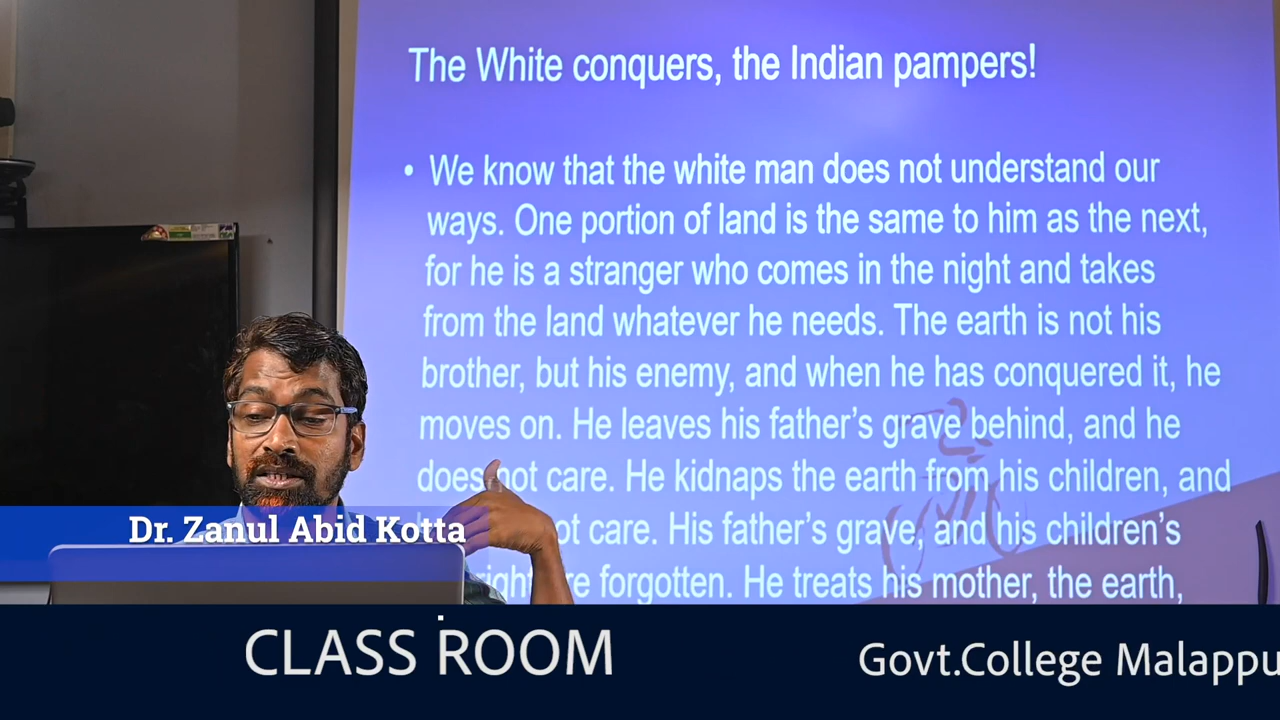 The White conquers, the Indian pampers!
• We know that the white man does not understand our
ways. One portion of land is the same to him as the next,
for he is a stranger who comes in the night and takes
from the land whatever he needs. The earth is not his
brother, but his enemy, and when he has conquered it, he
moves on. He leaves his father's grave behind, and he
does not care. He kidnaps the earth from his children, and
care. His father's grave, and his children's
forgotten. He treats his mother, the earth,
Dr. Zanul Abid Kotta
CLASS ROOM
Govt.College Malappu